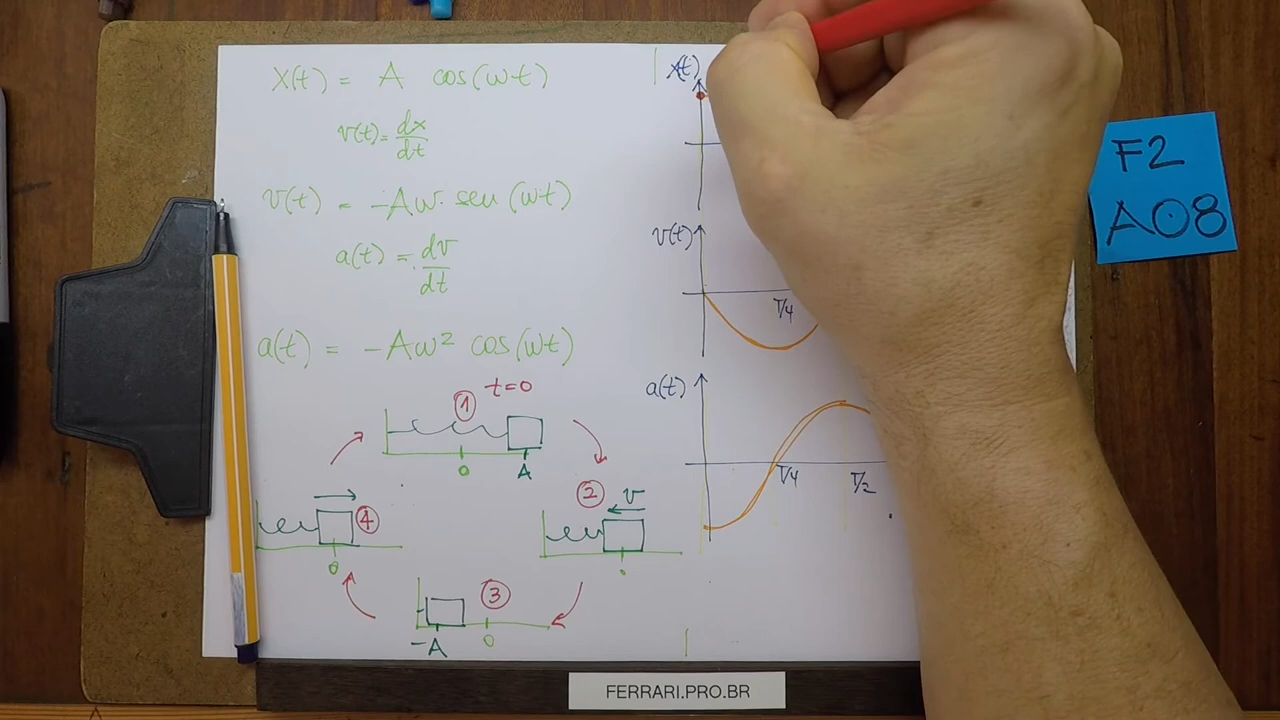 X(t) = A cos(ωt)
v(t) = dx/dt
v(t) = -Aω· sen(ωt)
a(t) = dv/dt
a(t) = -Aω² cos(ωt)
① t=0
0 A
② v
④
0
③
-A 0
x(t)
v(t)
T/4
a(t)
T/4 T/2
F2
A08
FERRARI.PRO.BR